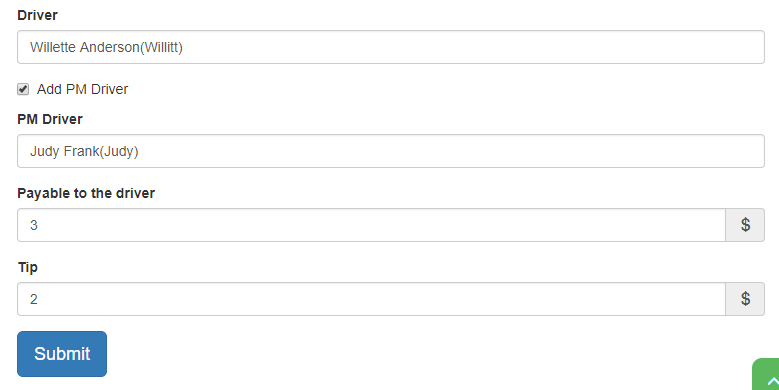 Driver
Willette Anderson(Willitt)
Add PM Driver
PM Driver
Judy Frank(Judy)
Payable to the driver
3 $
Tip
2 $
Submit